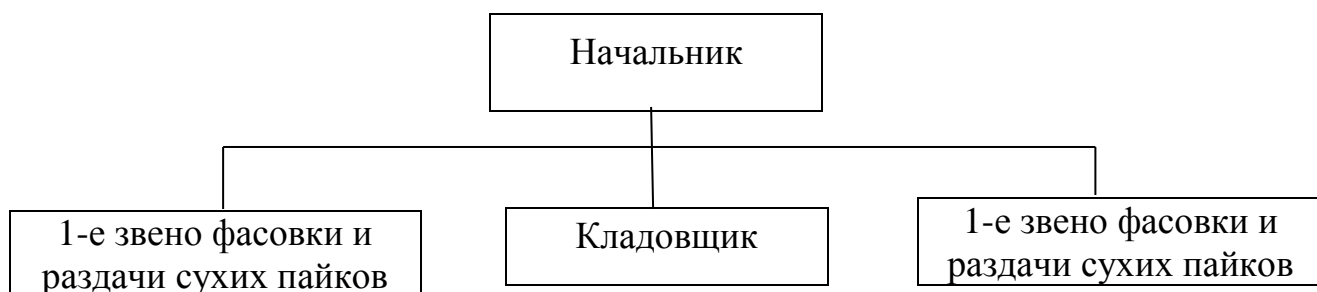 Начальник
1-е звено фасовки и
раздачи сухих пайков
Кладовщик
1-е звено фасовки и
раздачи сухих пайков